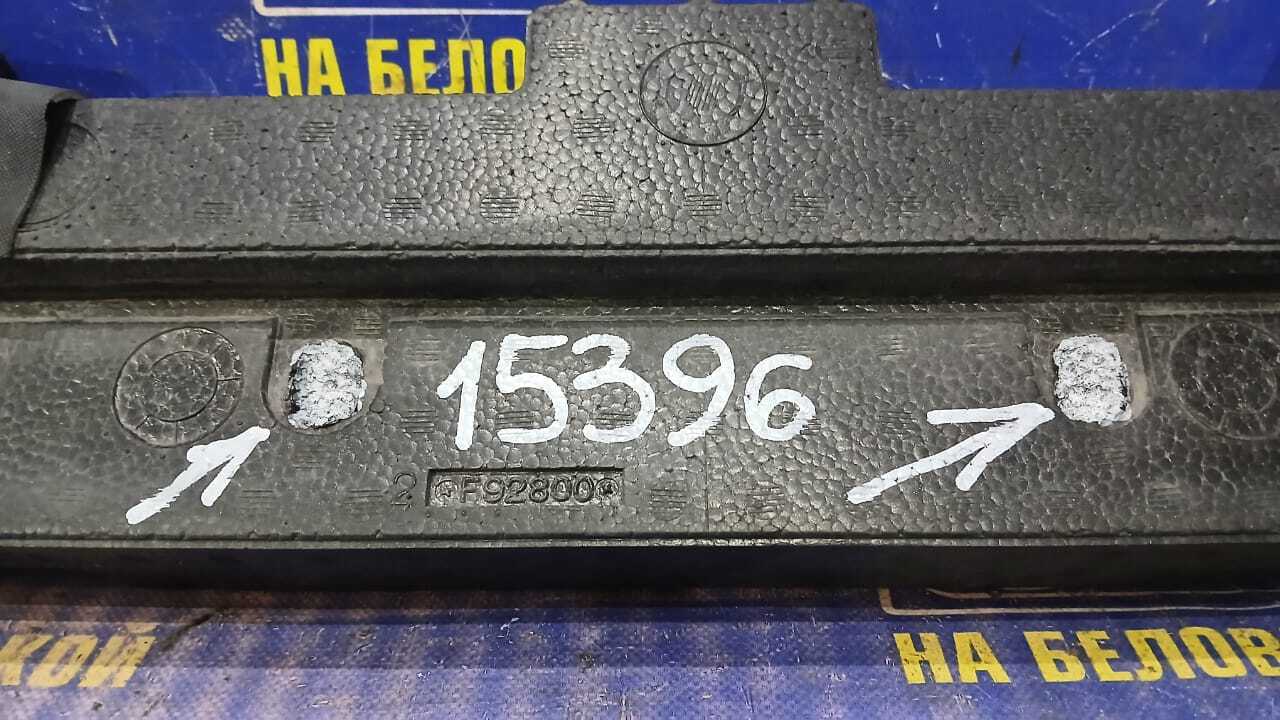 НА БЕЛО
15396
2 F92800
КОЙ
НА БЕЛОВ